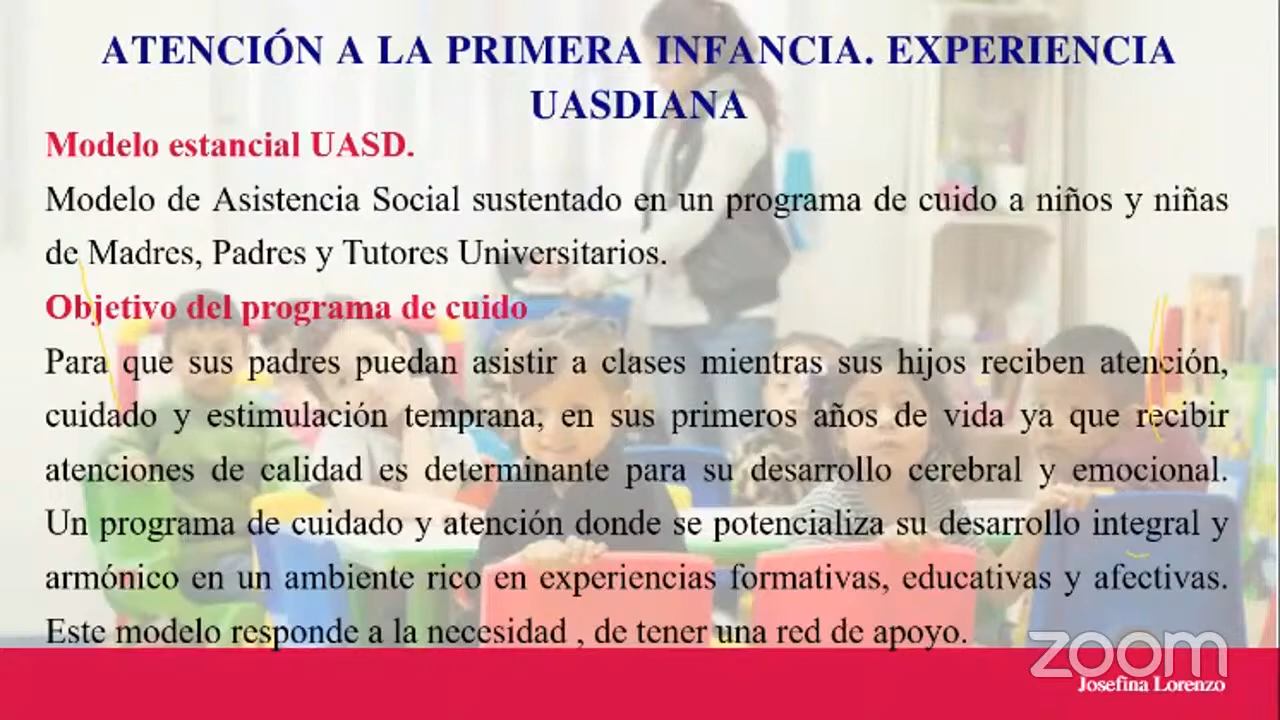 ATENCIÓN A LA PRIMERA INFANCIA. EXPERIENCIA
UASDIANA
Modelo estancial UASD.
Modelo de Asistencia Social sustentado en un programa de cuido a niños y niñas
de Madres, Padres y Tutores Universitarios.
Objetivo del programa de cuido
Para que sus padres puedan asistir a clases mientras sus hijos reciben atención,
cuidado y estimulación temprana, en sus primeros años de vida ya que recibir
atenciones de calidad es determinante para su desarrollo cerebral y emocional.
Un programa de cuidado y atención donde se potencializa su desarrollo integral y
armónico en un ambiente rico en experiencias formativas, educativas y afectivas.
Este modelo responde a la necesidad , de tener una red de apoyo.
zoom
Josefina Lorenzo